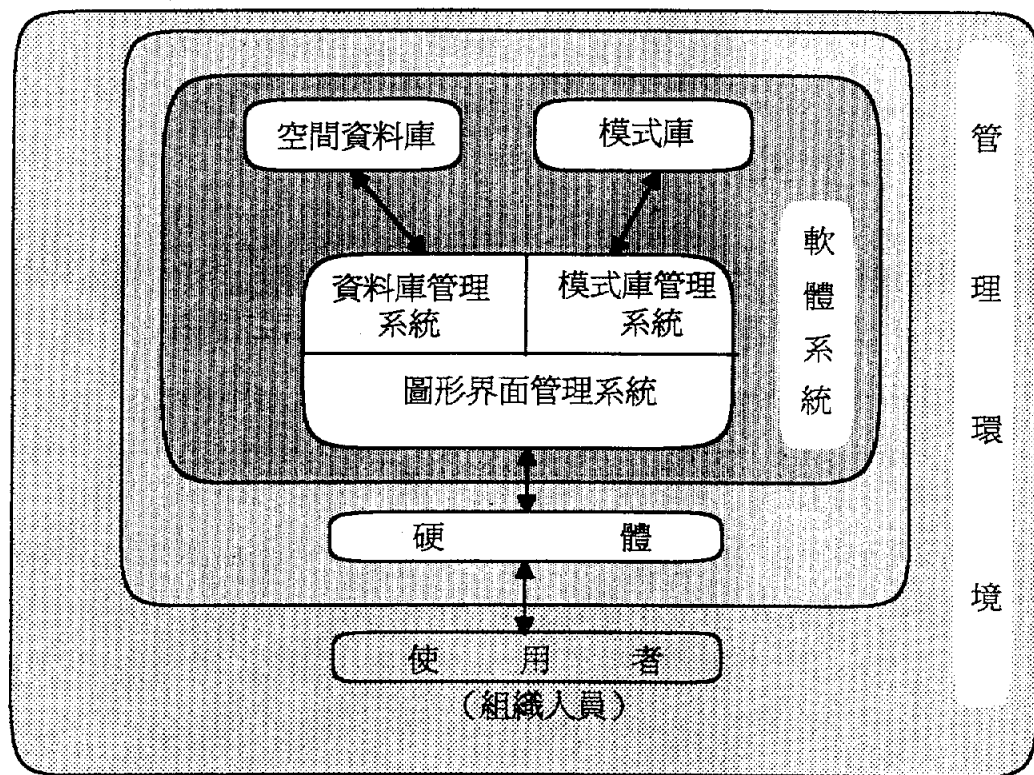 空間資料庫
模式庫
資料庫管理
系統
模式庫管理
系統
圖形界面管理系統
軟體系統
管理環境
硬體
使用者
（組織人員）